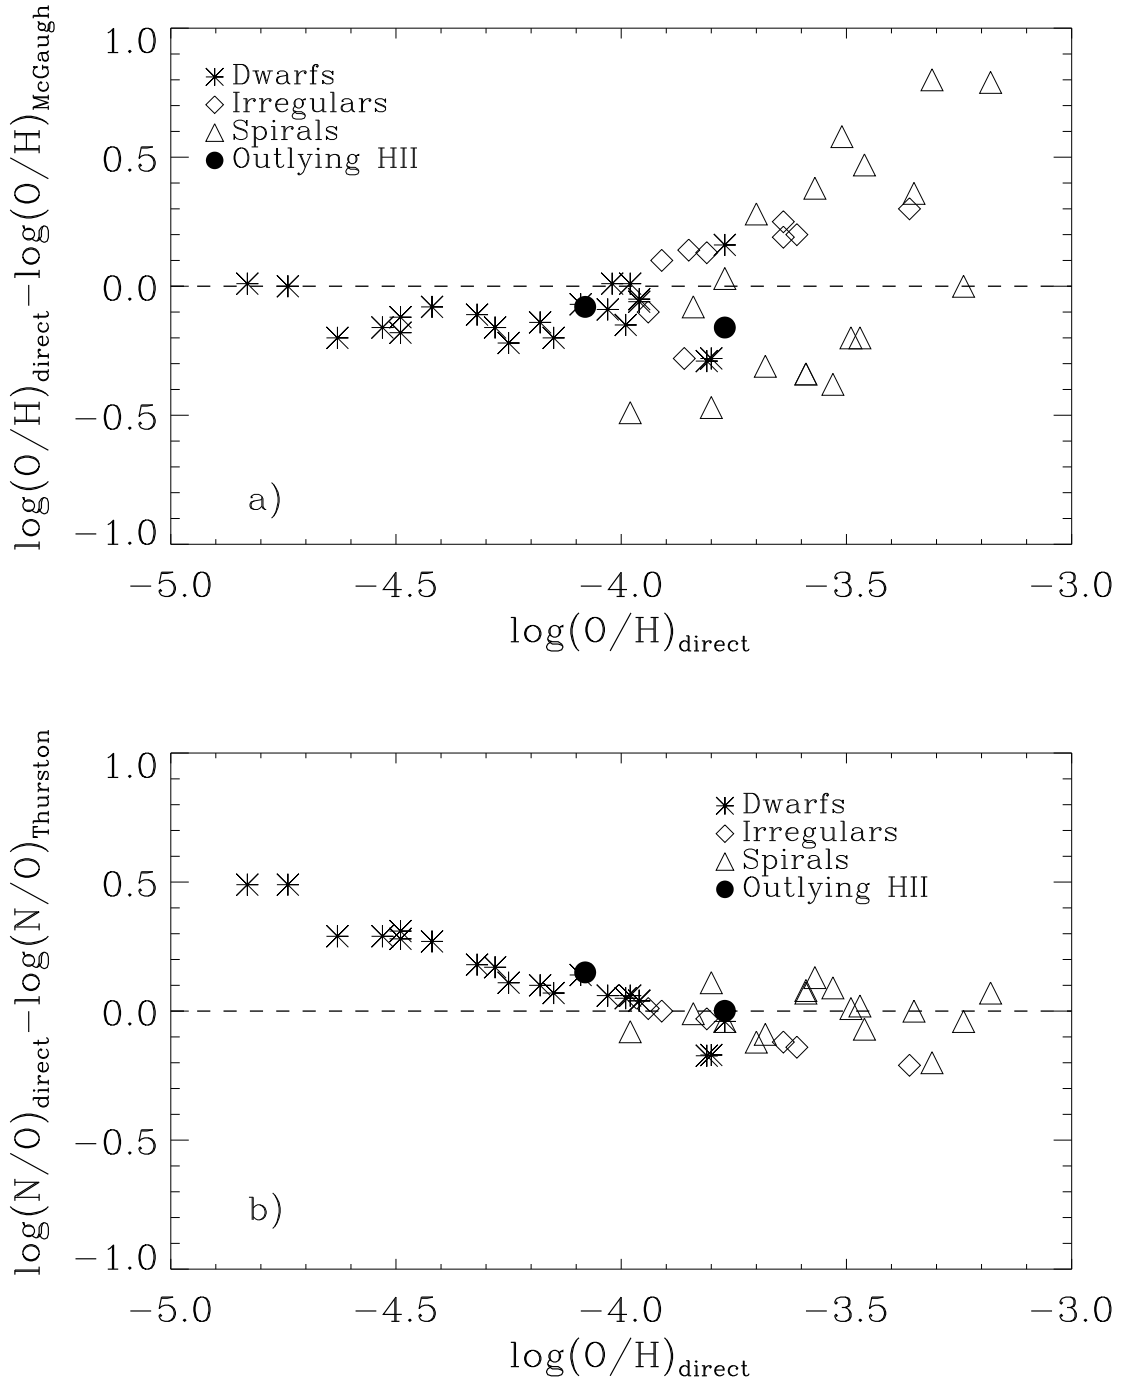 log(O/H)direct−log(O/H)McGaugh
1.0
0.5
0.0
−0.5
−1.0
Dwarfs
Irregulars
Spirals
Outlying HII
a)
−5.0 −4.5 −4.0 −3.5 −3.0
log(O/H)direct
log(N/O)direct−log(N/O)Thurston
1.0
0.5
0.0
−0.5
−1.0
Dwarfs
Irregulars
Spirals
Outlying HII
b)
−5.0 −4.5 −4.0 −3.5 −3.0
log(O/H)direct